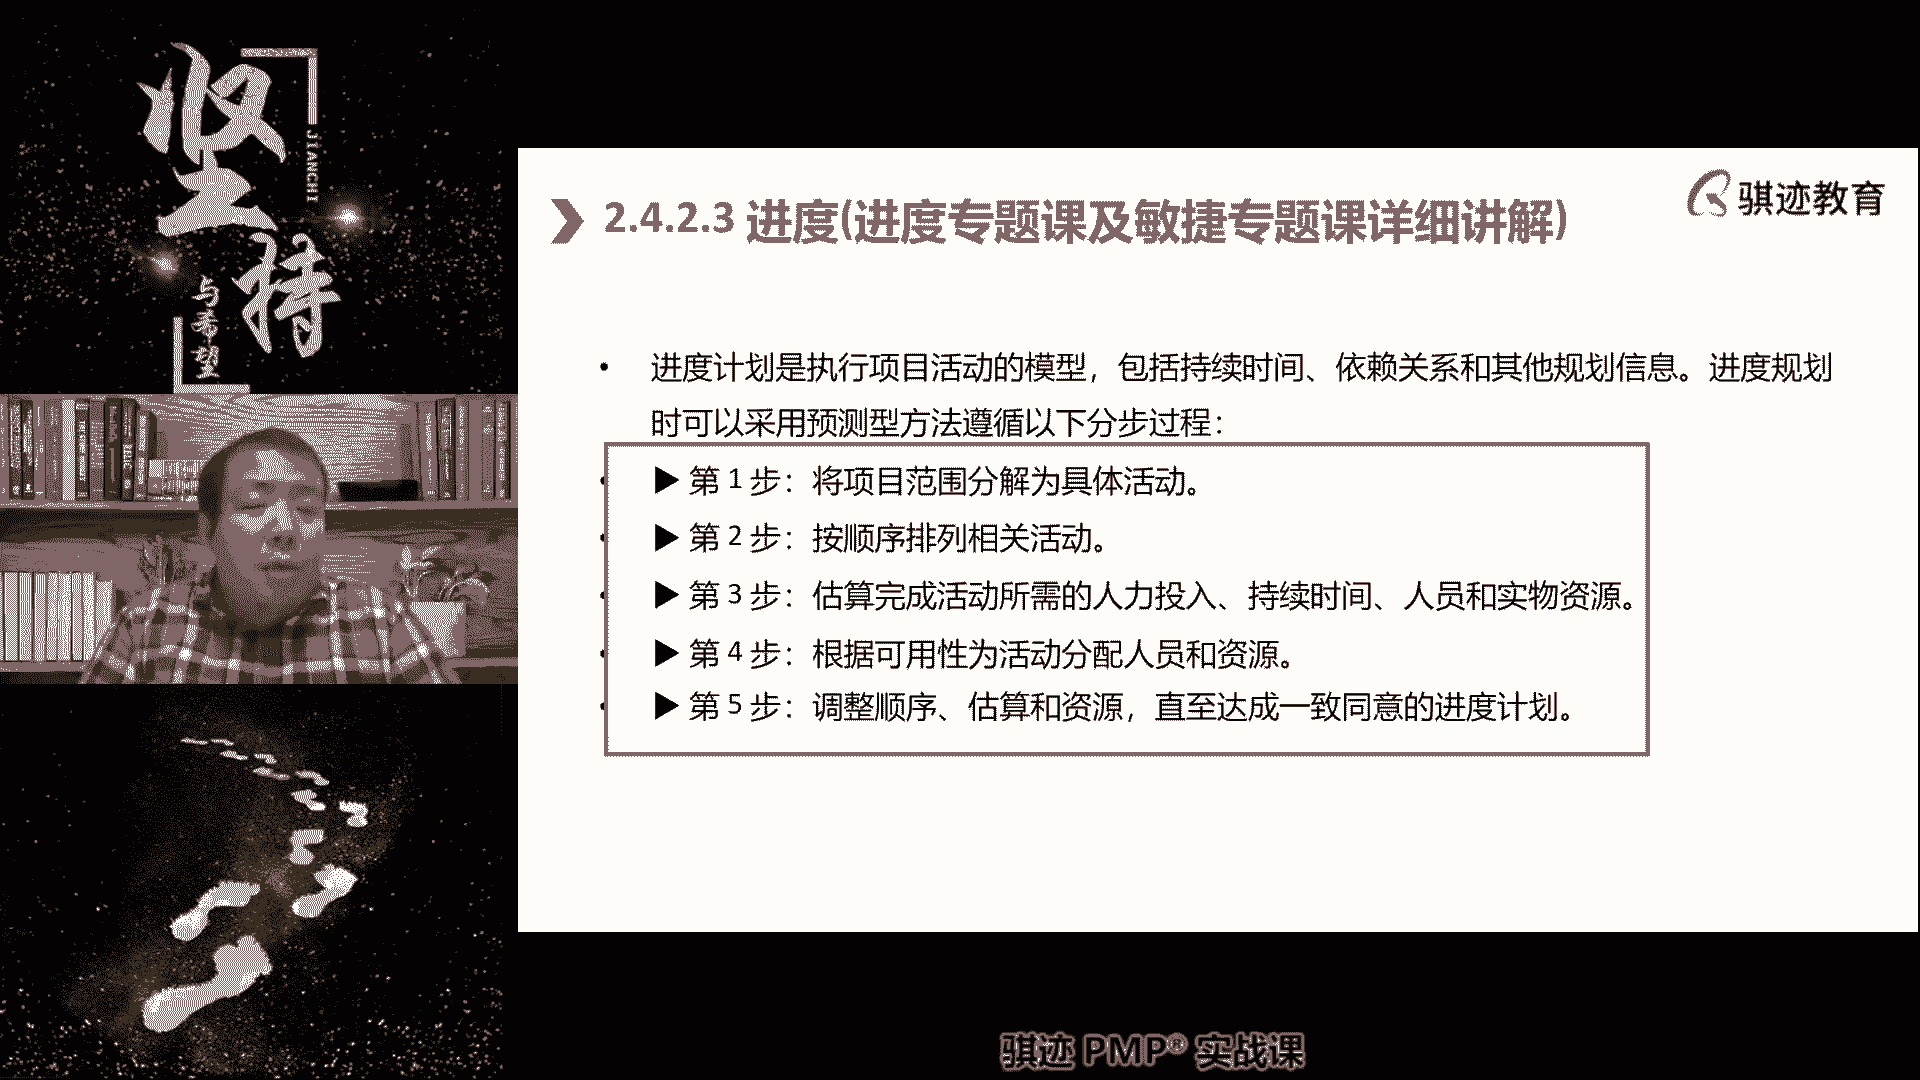 坚持
JIANCHI
与希望
2.4.2.3 进度(进度专题课及敏捷专题课详细讲解)
骐迹教育
• 进度计划是执行项目活动的模型，包括持续时间、依赖关系和其他规划信息。进度规划
时可以采用预测型方法遵循以下分步过程：
▶ 第 1 步：将项目范围分解为具体活动。
▶ 第 2 步：按顺序排列相关活动。
▶ 第 3 步：估算完成活动所需的人力投入、持续时间、人员和实物资源。
▶ 第 4 步：根据可用性为活动分配人员和资源。
▶ 第 5 步：调整顺序、估算和资源，直至达成一致同意的进度计划。
骐迹 PMP® 实战课